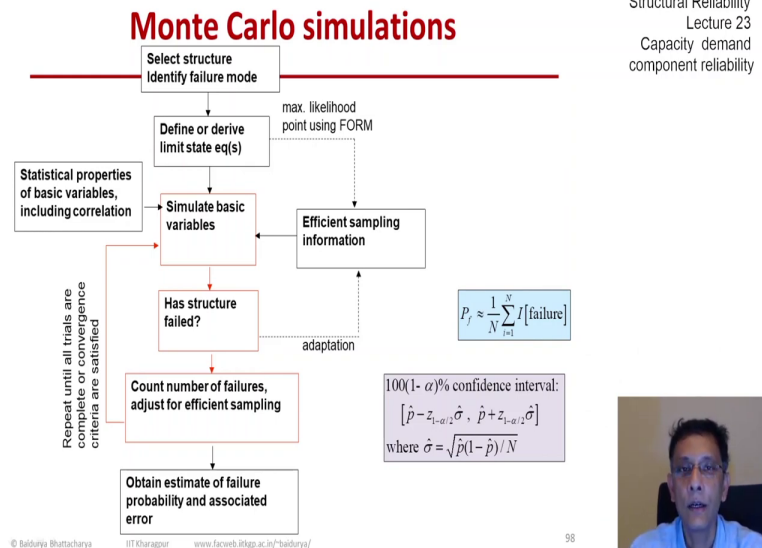 Monte Carlo simulations
Structural Reliability
Lecture 23
Capacity demand
component reliability
Select structure
Identify failure mode
max. likelihood
point using FORM
Define or derive
limit state eq(s)
Statistical properties
of basic variables,
including correlation
Simulate basic
variables
Efficient sampling
information
Has structure
failed?
adaptation
Repeat until all trials are
complete or convergence
criteria are satisfied
Count number of failures,
adjust for efficient sampling
Obtain estimate of failure
probability and associated
error
P_f ≈ 1/N ∑_{i=1}^{N} I[failure]
100(1- α)% confidence interval:
[p̂ − z_{1−α/2}σ̂ , p̂ + z_{1−α/2}σ̂]
where σ̂ = √(p̂(1−p̂)/N)
© Baidurya Bhattacharya IIT Kharagpur www.facweb.iitkgp.ac.in/~baidurya/ 98